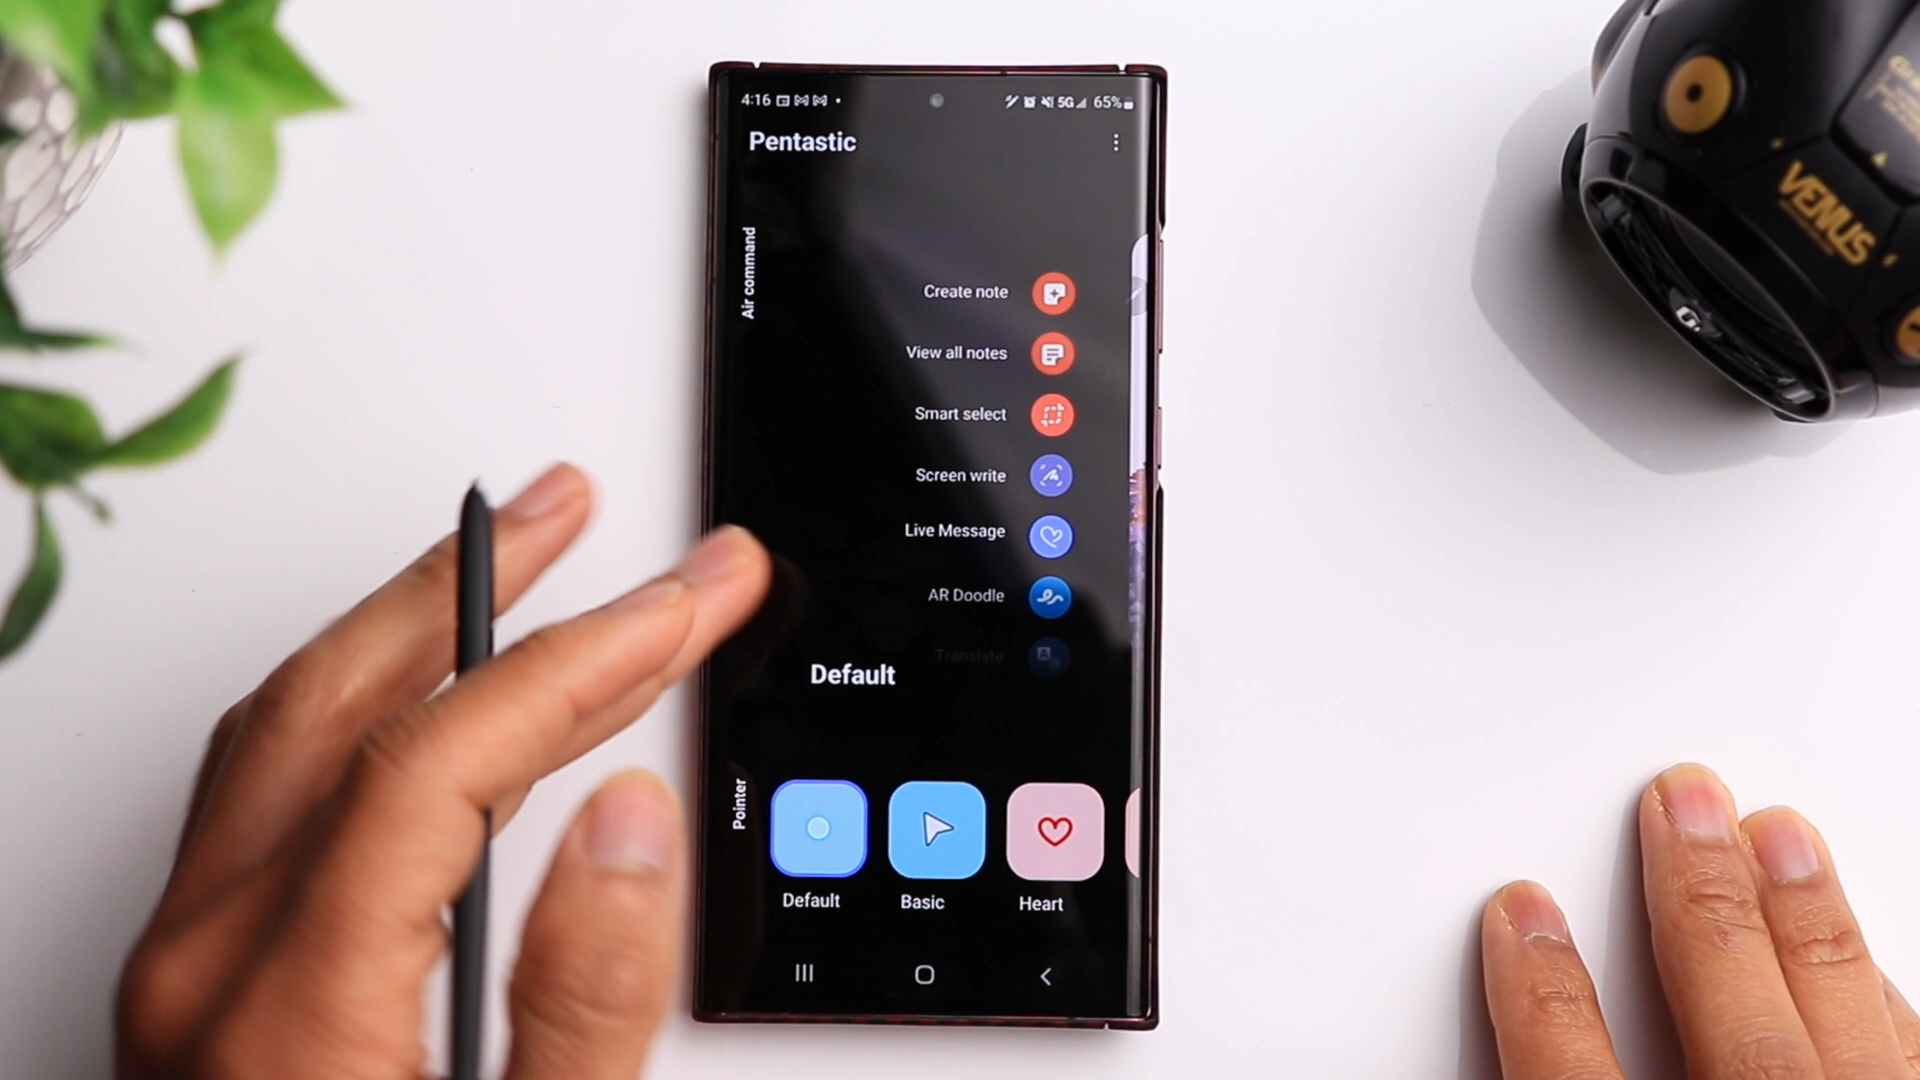 4:16
5G 65%
Pentastic
Air command
Create note
View all notes
Smart select
Screen write
Live Message
AR Doodle
Translate
Default
Pointer
Default
Basic
Heart
VENUS